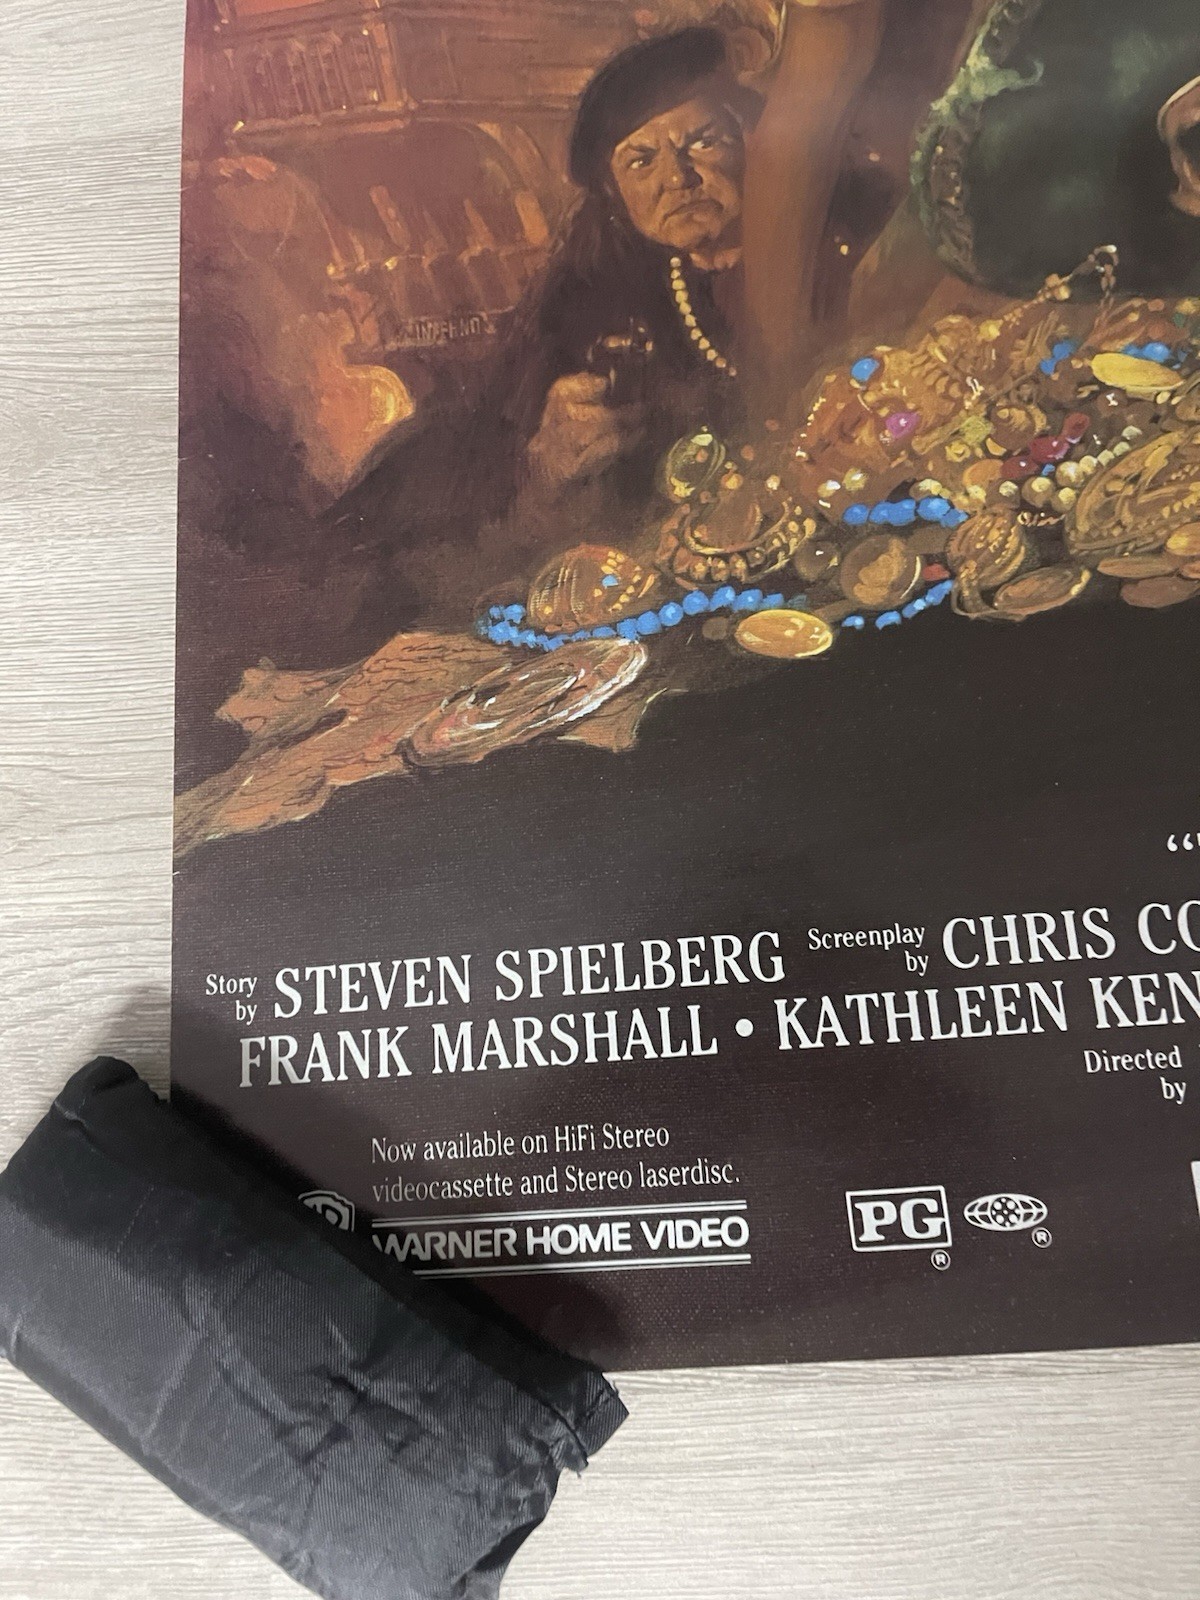 INFERNO
Story by STEVEN SPIELBERG Screenplay by CHRIS CO
FRANK MARSHALL • KATHLEEN KEN
Directed by
Now available on HiFi Stereo
videocassette and Stereo laserdisc.
WARNER HOME VIDEO
PG ®
®